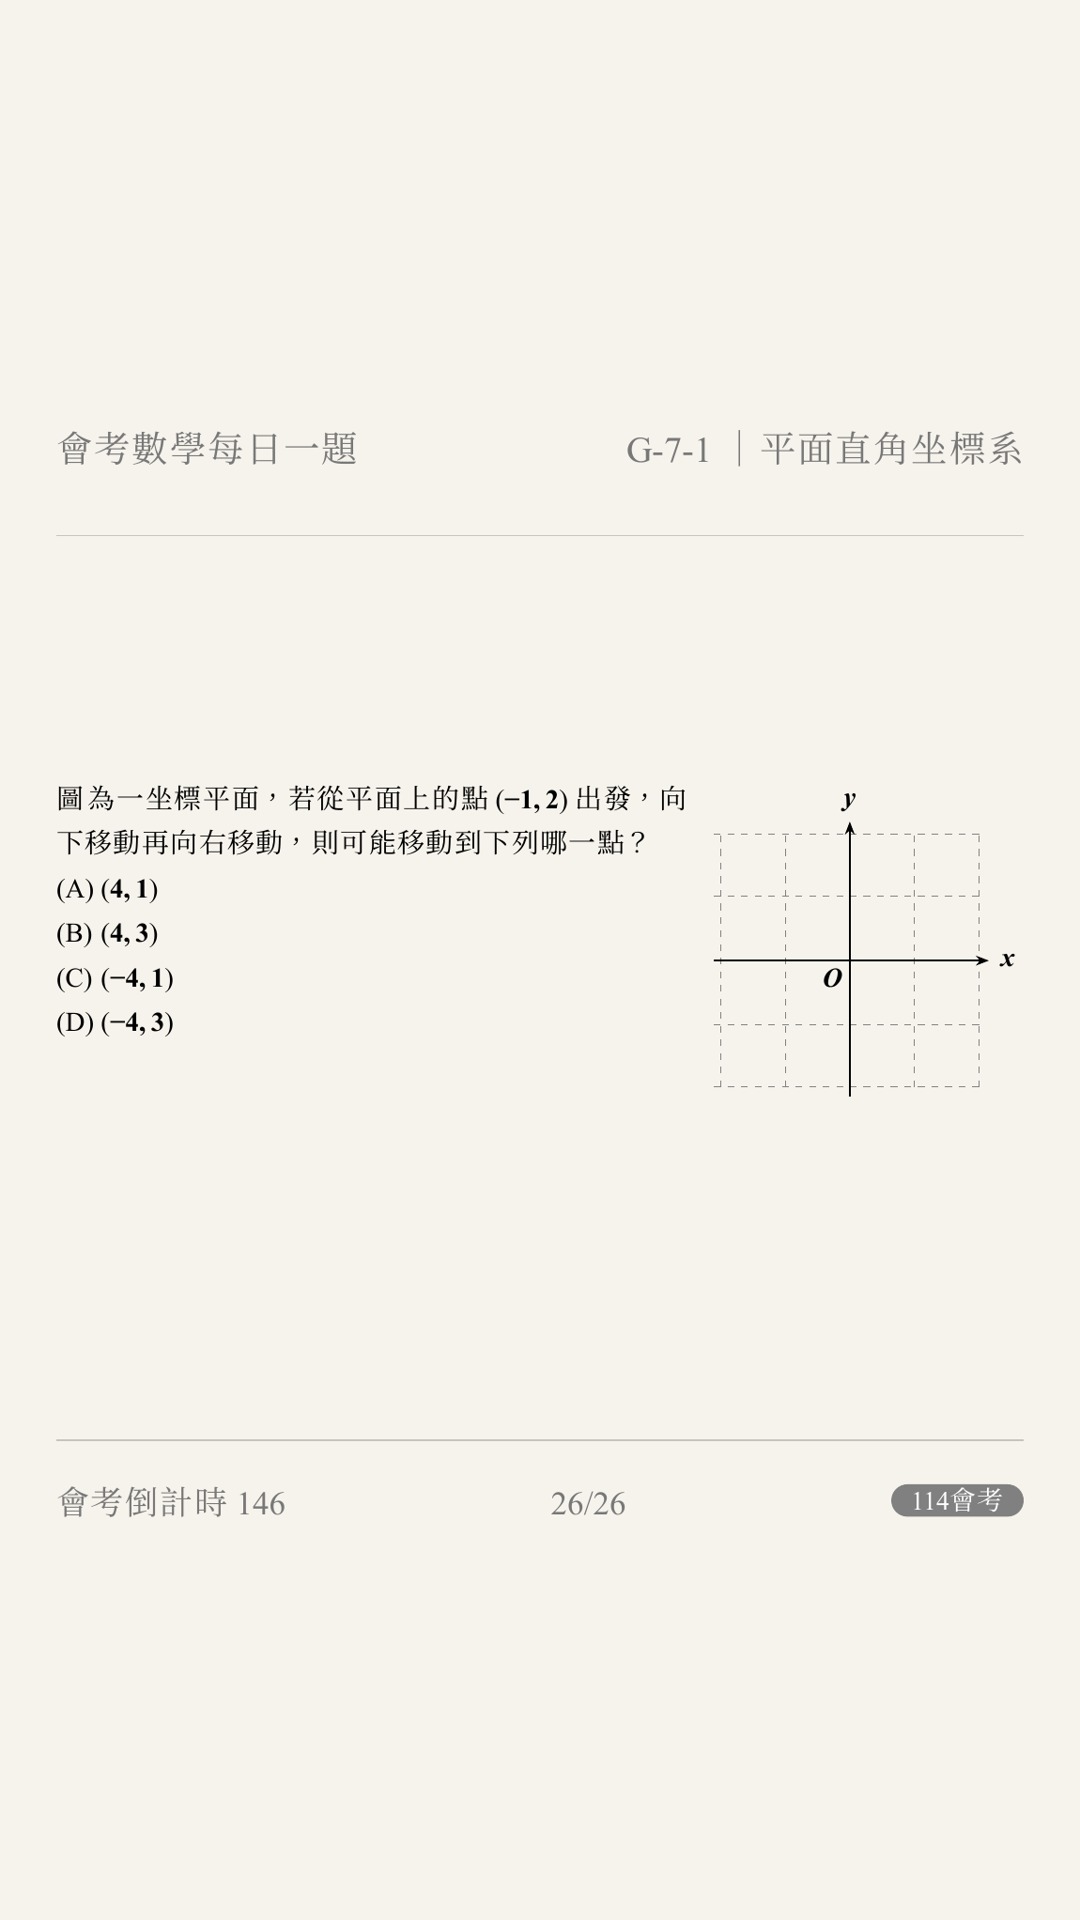 會考數學每日一題
G-7-1｜平面直角坐標系
圖為一坐標平面，若從平面上的點 (−1, 2) 出發，向
下移動再向右移動，則可能移動到下列哪一點？
(A) (4, 1)
(B) (4, 3)
(C) (−4, 1)
(D) (−4, 3)
y
x
O
會考倒計時 146
26/26
114會考